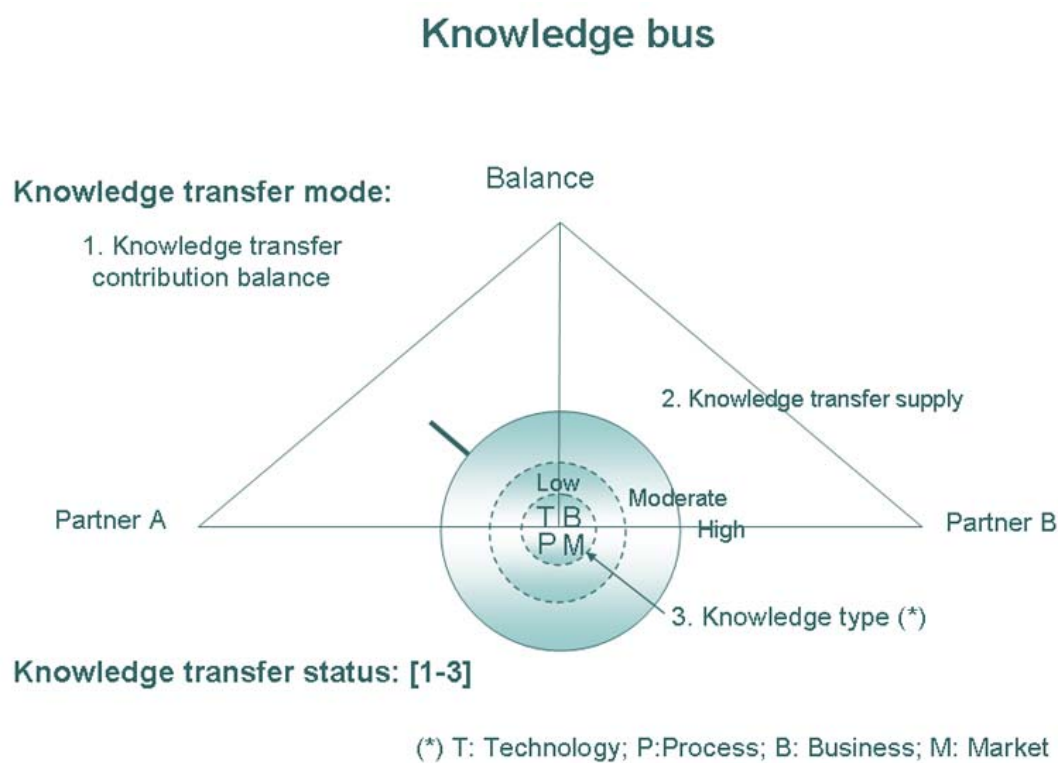 Knowledge bus
Balance
Knowledge transfer mode:
1. Knowledge transfer
contribution balance
2. Knowledge transfer supply
Low
Moderate
T B
Partner A
Partner B
High
P M
3. Knowledge type (*)
Knowledge transfer status: [1-3]
(*) T: Technology; P:Process; B: Business; M: Market